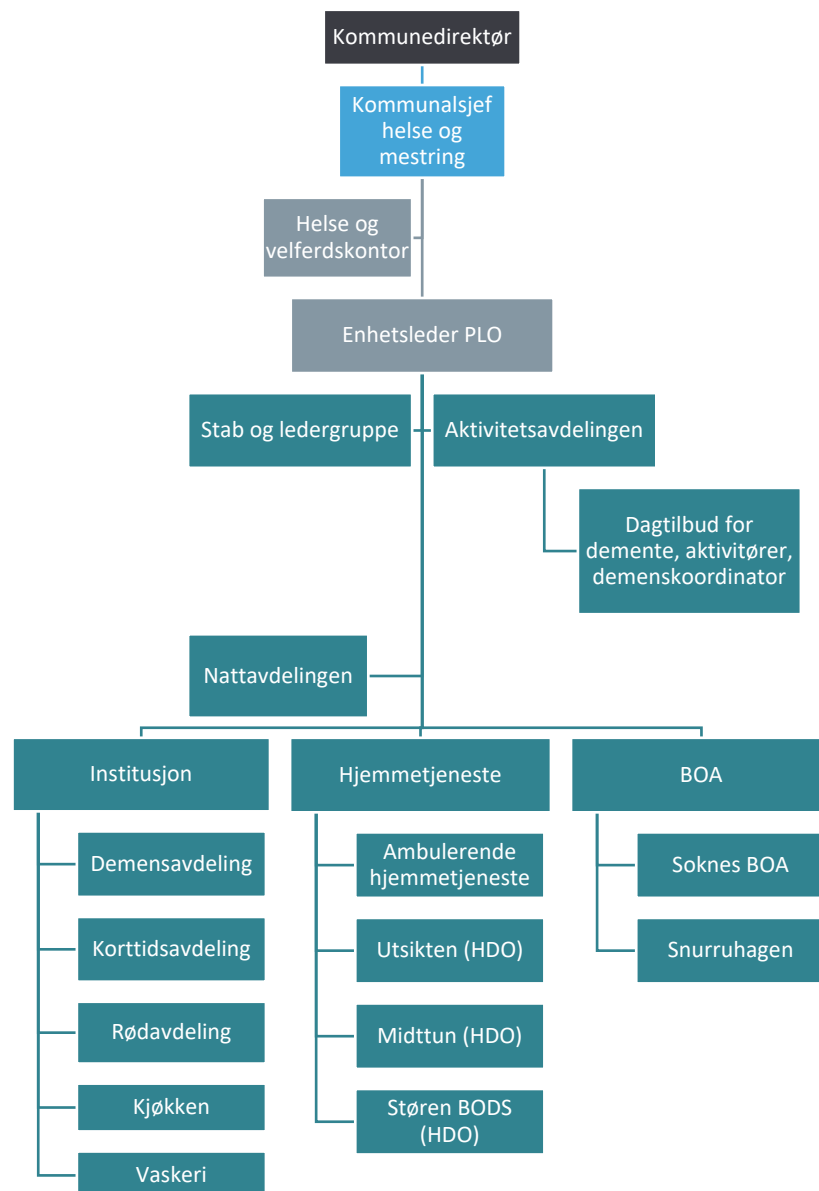 Kommunedirektør
Kommunalsjef
helse og
mestring
Helse og
velferdskontor
Enhetsleder PLO
Stab og ledergruppe
Aktivitetsavdelingen
Dagtilbud for
demente, aktivitører,
demenskoordinator
Nattavdelingen
Institusjon
Demensavdeling
Korttidsavdeling
Rødavdeling
Kjøkken
Vaskeri
Hjemmetjeneste
Ambulerende
hjemmetjeneste
Utsikten (HDO)
Midttun (HDO)
Støren BODS
(HDO)
BOA
Soknes BOA
Snurruhagen